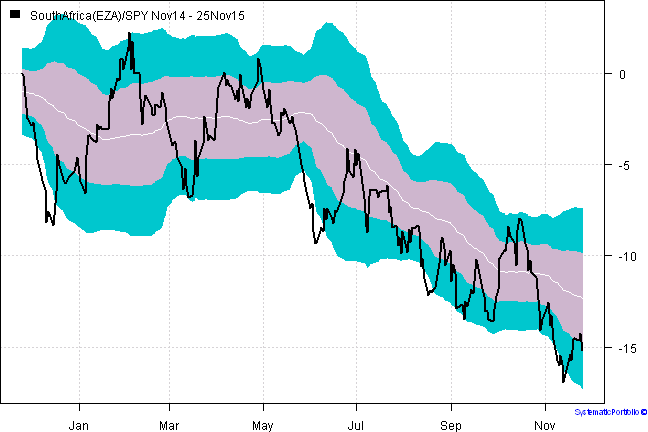 SouthAfrica(EZA)/SPY Nov14 - 25Nov15
0
-5
-10
-15
Jan Mar May Jul Sep Nov
SystematicPortfolio ©